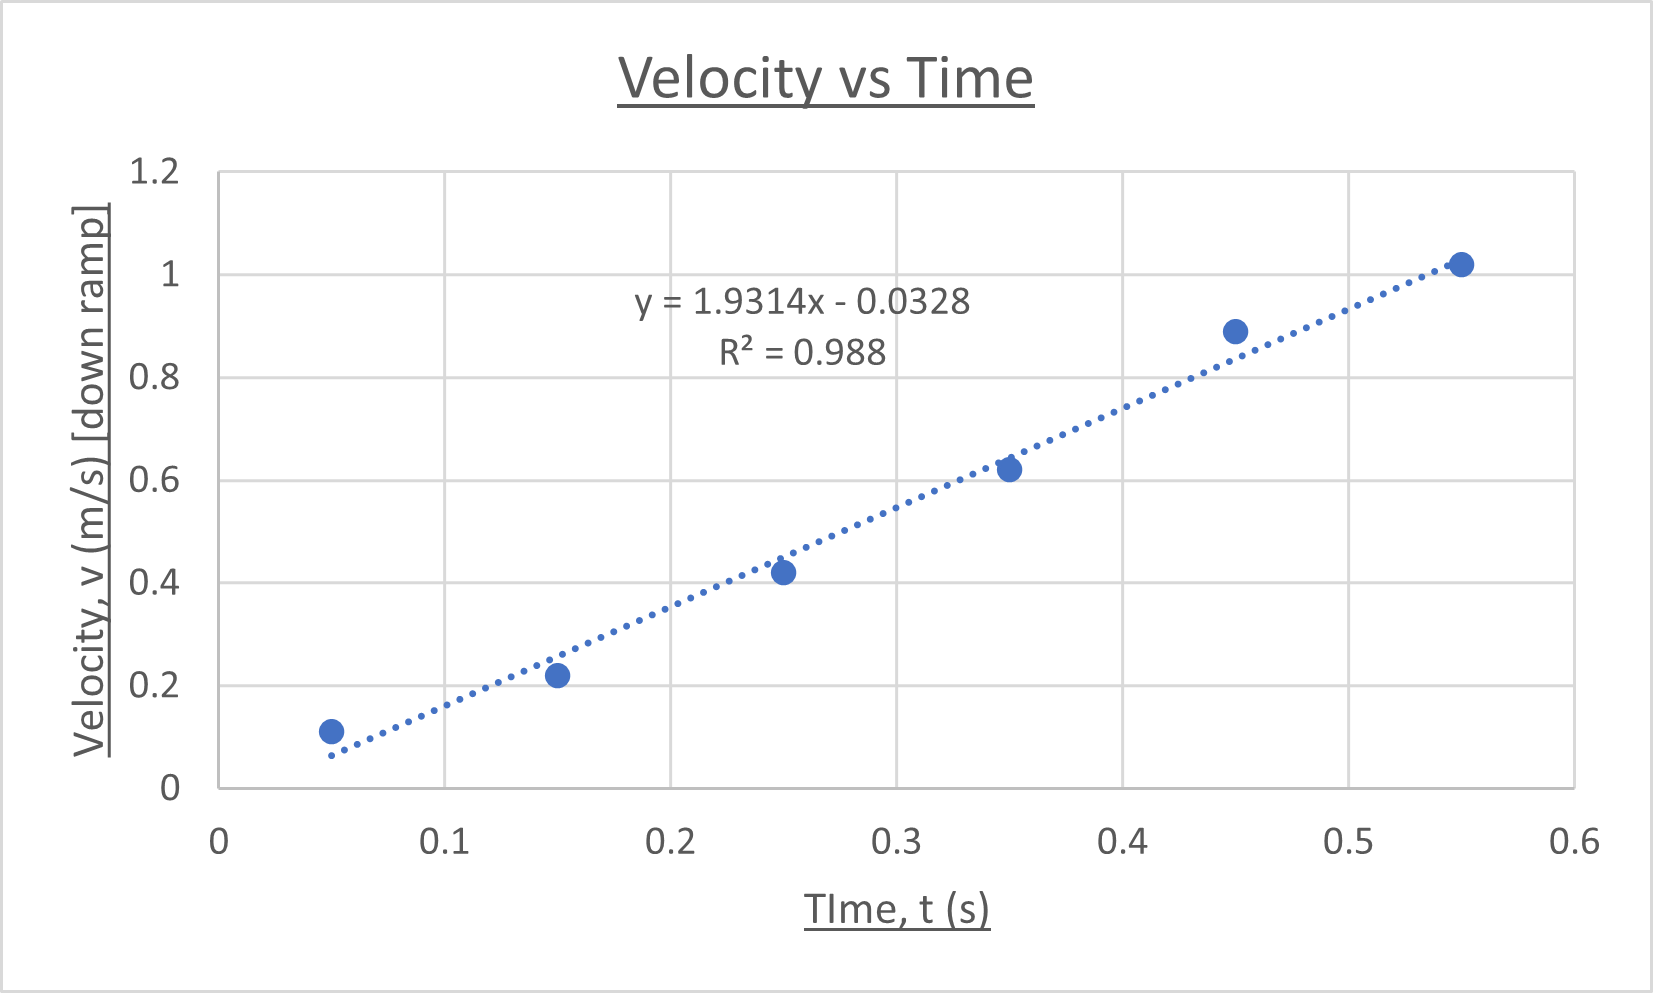 Velocity vs Time
Velocity, v (m/s) [down ramp]
1.2
1
0.8
0.6
0.4
0.2
0
y = 1.9314x - 0.0328
R² = 0.988
0 0.1 0.2 0.3 0.4 0.5 0.6
TIme, t (s)